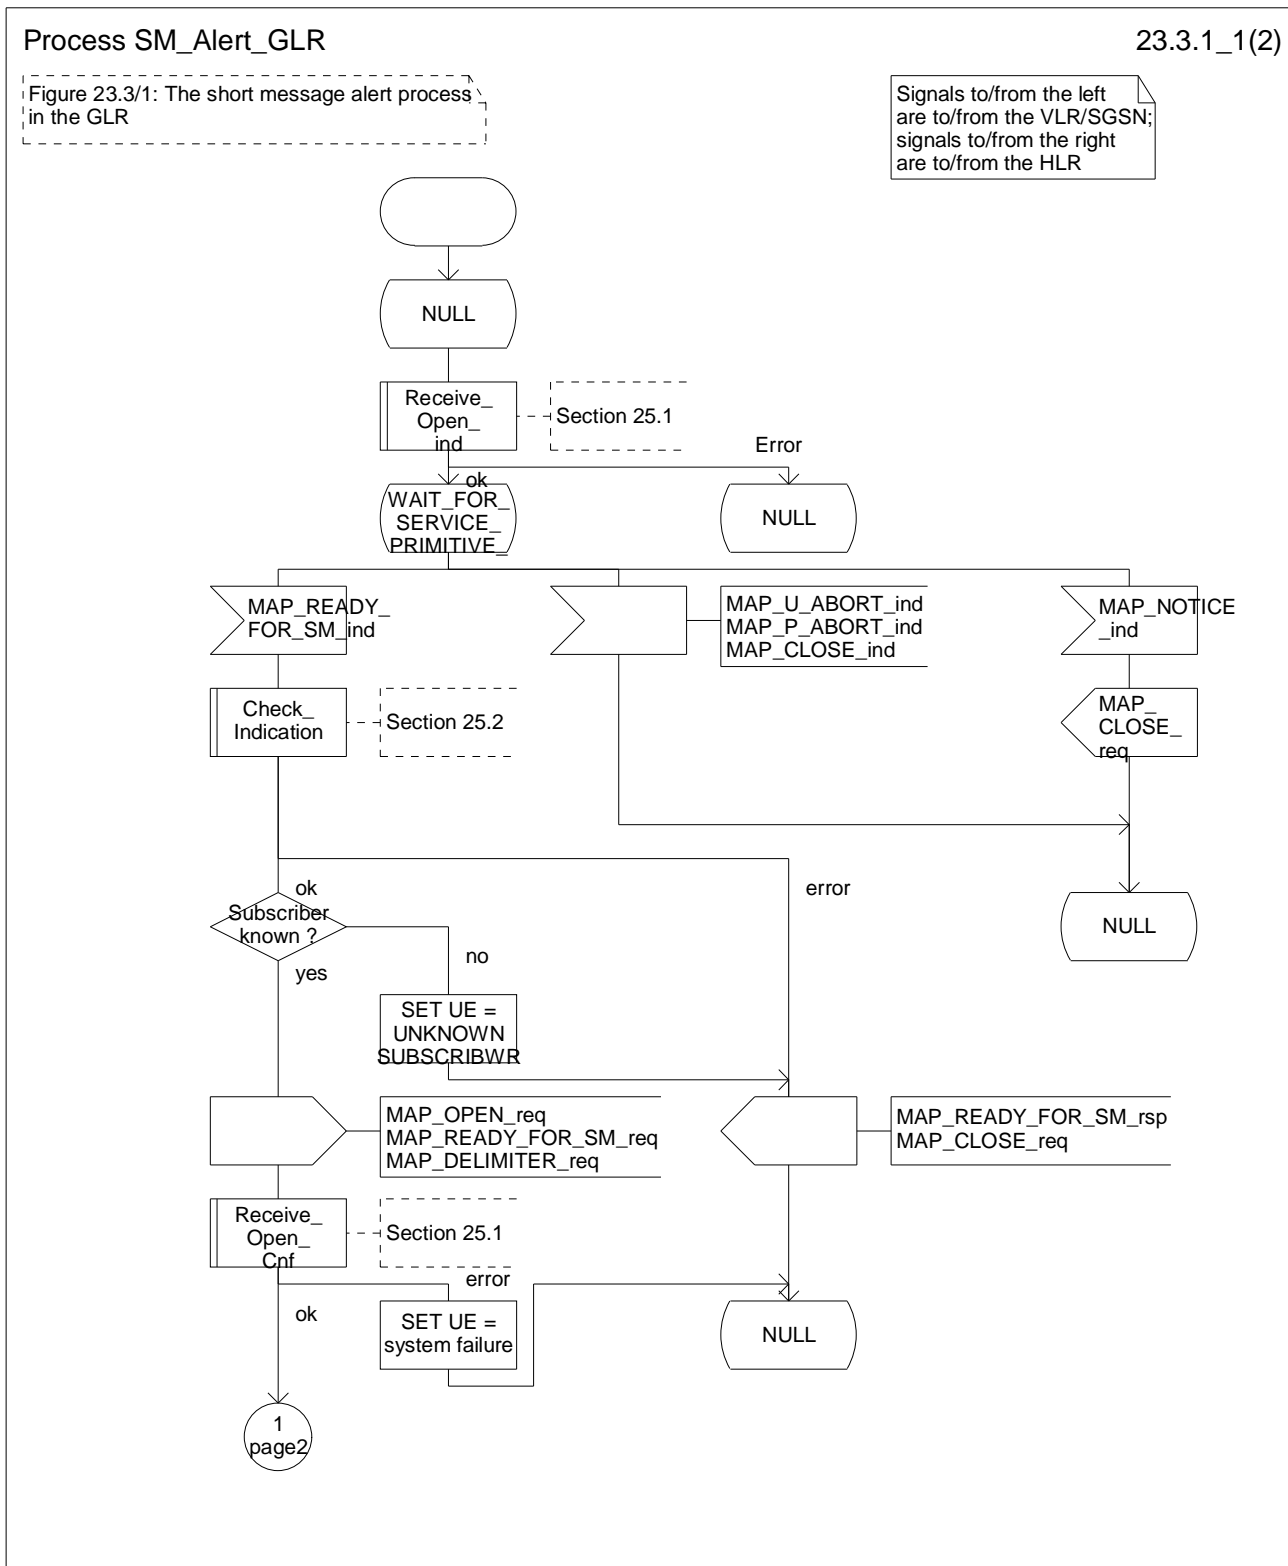 Process SM_Alert_GLR
23.3.1_1(2)
Figure 23.3/1: The short message alert process
in the GLR
Signals to/from the left
are to/from the VLR/SGSN;
signals to/from the right
are to/from the HLR
NULL
Receive_
Open_
ind
Section 25.1
Error
ok
WAIT_FOR_
SERVICE_
PRIMITIVE_
NULL
MAP_READY_
FOR_SM_ind
MAP_U_ABORT_ind
MAP_P_ABORT_ind
MAP_CLOSE_ind
MAP_NOTICE
_ind
Check_
Indication
Section 25.2
MAP_
CLOSE_
req
ok
error
Subscriber
known ?
NULL
no
yes
SET UE =
UNKNOWN
SUBSCRIBWR
MAP_OPEN_req
MAP_READY_FOR_SM_req
MAP_DELIMITER_req
MAP_READY_FOR_SM_rsp
MAP_CLOSE_req
Receive_
Open_
Cnf
Section 25.1
error
ok
SET UE =
system failure
NULL
1
page2